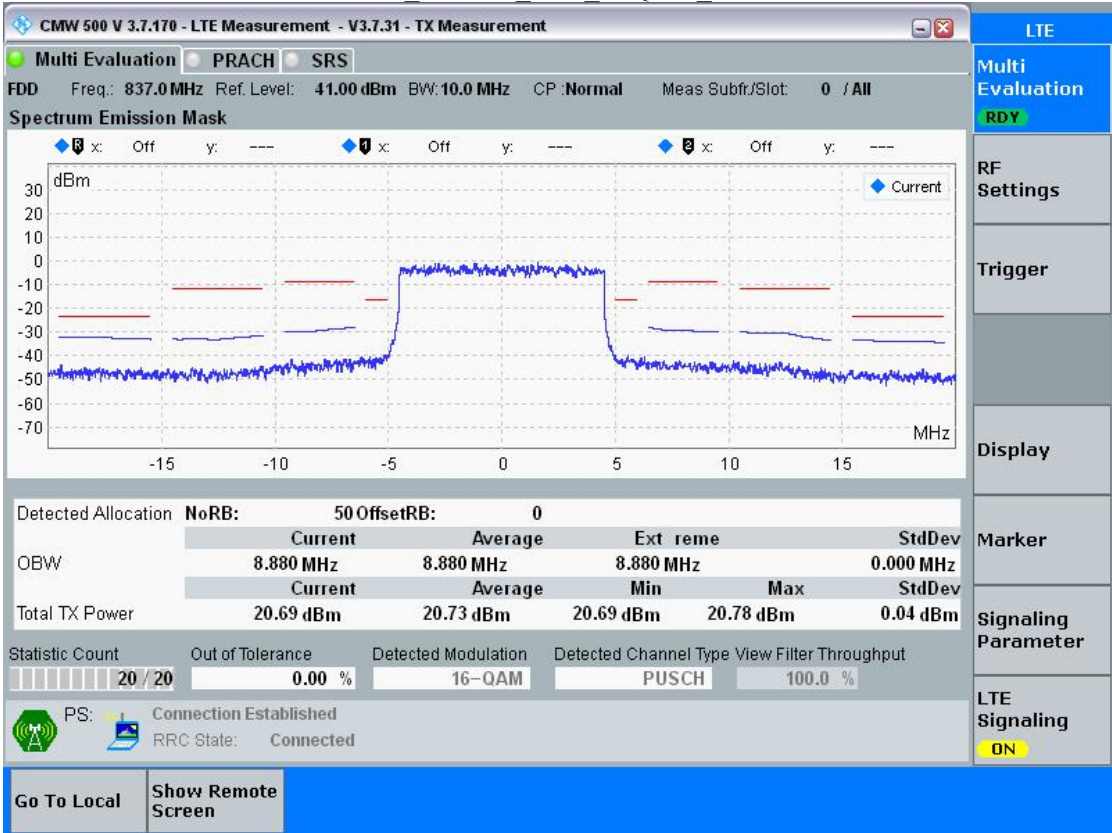 CMW 500 V 3.7.170 - LTE Measurement - V3.7.31 - TX Measurement
LTE
Multi Evaluation PRACH SRS
Multi
Evaluation
RDY
FDD Freq.: 837.0 MHz Ref. Level: 41.00 dBm BW: 10.0 MHz CP :Normal Meas Subfr./Slot: 0 / All
Spectrum Emission Mask
R x: Off y: --- 1 x: Off y: --- 2 x: Off y: ---
dBm
Current
30
20
10
0
-10
-20
-30
-40
-50
-60
-70
MHz
-15 -10 -5 0 5 10 15
RF
Settings
Trigger
Display
Marker
Signaling
Parameter
LTE
Signaling
ON
Detected Allocation NoRB: 50 OffsetRB: 0
Current Average Ext reme StdDev
OBW 8.880 MHz 8.880 MHz 8.880 MHz 0.000 MHz
Current Average Min Max StdDev
Total TX Power 20.69 dBm 20.73 dBm 20.69 dBm 20.78 dBm 0.04 dBm
Statistic Count Out of Tolerance Detected Modulation Detected Channel Type View Filter Throughput
20 / 20 0.00 % 16-QAM PUSCH 100.0 %
PS: Connection Established
RRC State: Connected
Go To Local
Show Remote
Screen